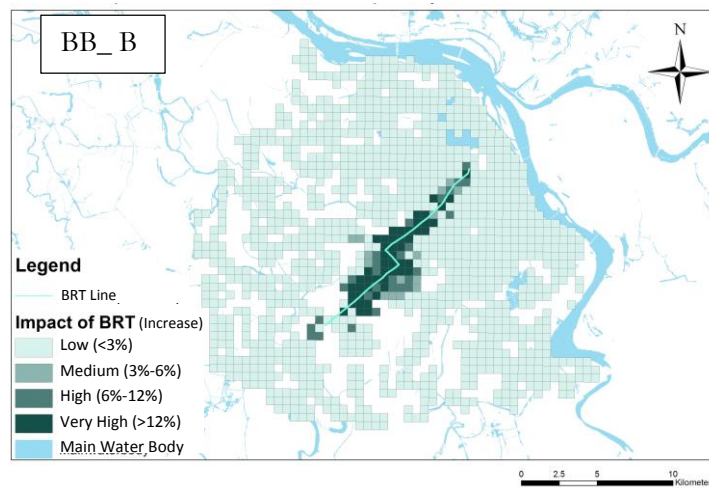 BB_ B
N
Legend
BRT Line
Impact of BRT (Increase)
Low (<3%)
Medium (3%-6%)
High (6%-12%)
Very High (>12%)
Main Water Body
0 2.5 5 10
Kilometer